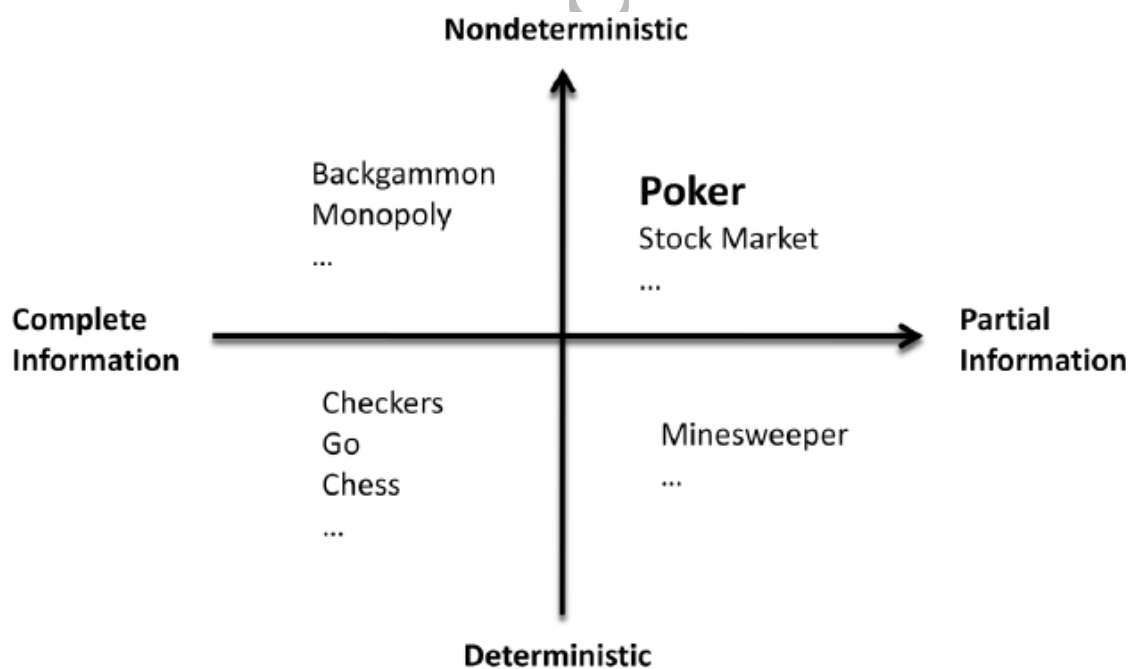 Nondeterministic
Backgammon
Monopoly
...
Poker
Stock Market
...
Complete
Information
Partial
Information
Checkers
Go
Chess
...
Minesweeper
...
Deterministic